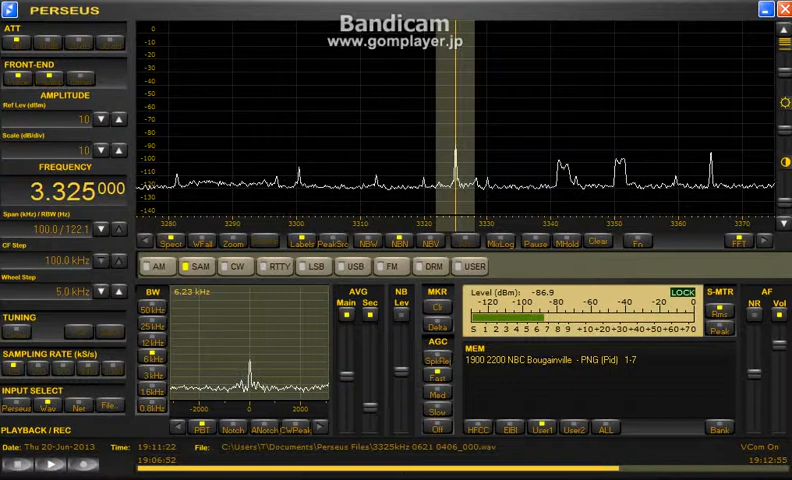 PERSEUS
Bandicam
www.gomplayer.jp
ATT
FRONT-END
AMPLITUDE
Ref Lev (dBm)
10
Scale (dB/div)
10
FREQUENCY
3.325000
Span (kHz) / RBW (Hz)
100.0 / 122.1
CF Step
100.0 kHz
Wheel Step
5.0 kHz
TUNING
SAMPLING RATE (kS/s)
INPUT SELECT
Perseus Wav Net File..
PLAYBACK / REC
0
-10
-20
-30
-40
-50
-60
-70
-80
-90
-100
-110
-120
-130
-140
3280 3290 3300 3310 3320 3330 3340 3350 3360 3370
Spect WFall Zoom Labels PeakSrc NBW NBN NBV MkrLog Pause MHold Clear Fn FFT
AM SAM CW RTTY LSB USB FM DRM USER
BW
50kHz
25kHz
12kHz
6 kHz
3 kHz
1.6kHz
0.8kHz
6.23 kHz
-2000 0 2000
PBT Notch ANotch CWPeak
AVG
Main Sec
NB
Lev
MKR
Clr
Delta
AGC
SpkRej
Fast
Med
Slow
Off
Level (dBm): -86.9 LOCK
-120 -100 -80 -60 -40 -20 0
S 1 2 3 4 5 6 7 8 9 +10 +20 +30 +40 +50 +60 +70
S-MTR
Rms
Peak
MEM
1900 2200 NBC Bougainville - PNG (Pid) 1-7
HFCC EIBI User1 User2 ALL Bank
AF
NR Vol
Date: Thu 20-Jun-2013 Time: 19:11:22 File: C:\Users\T\Documents\Perseus Files\3325kHz 0621 0406_000.wav VCom On
19:06:52 19:12:55